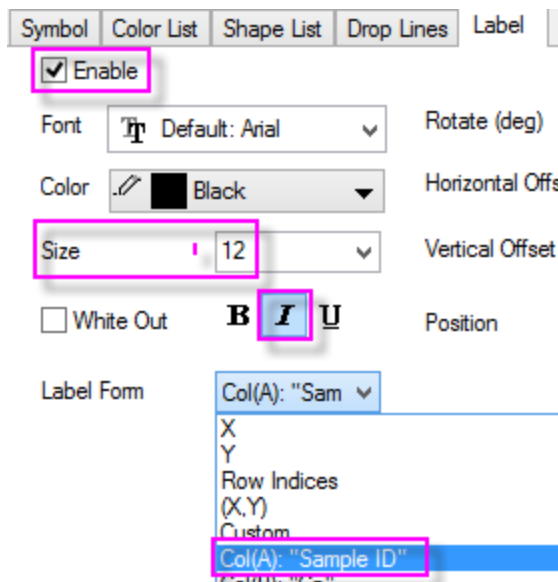 Symbol Color List Shape List Drop Lines Label
Enable
Font Tr Default: Arial Rotate (deg)
Color Black Horizontal Offs
Size 12 Vertical Offset
White Out B I U Position
Label Form Col(A): "Sam
X
Y
Row Indices
(X,Y)
Custom
Col(A): "Sample ID"